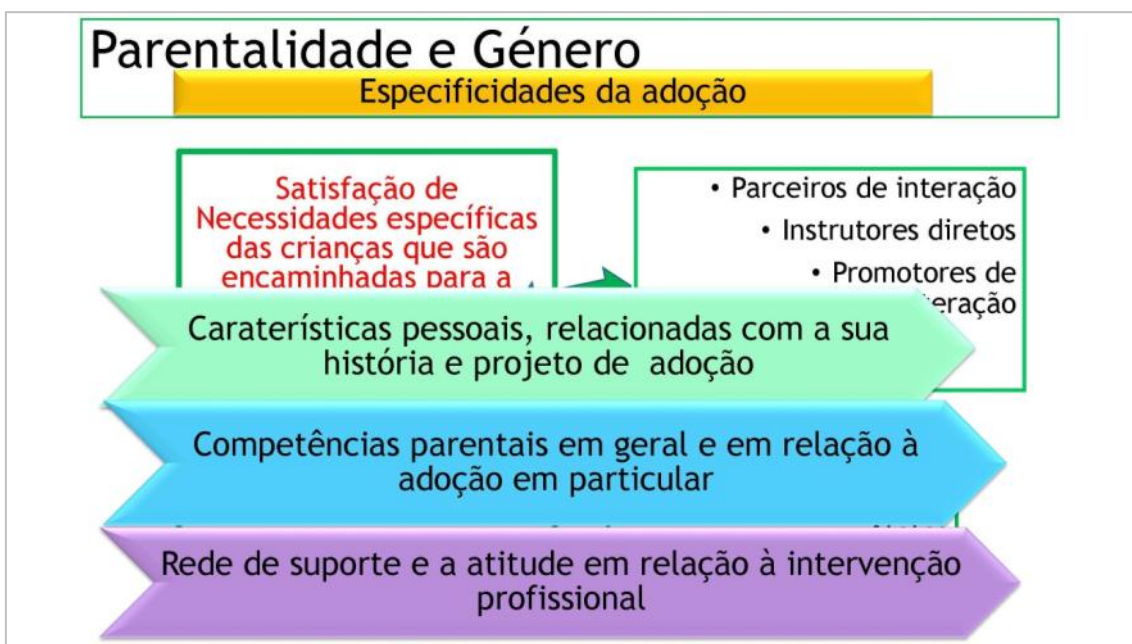 Parentalidade e Género
Especificidades da adoção
Satisfação de
Necessidades específicas
das crianças que são
encaminhadas para a
• Parceiros de interação
• Instrutores diretos
• Promotores de
Caraterísticas pessoais, relacionadas com a sua
história e projeto de adoção
Competências parentais em geral e em relação à
adoção em particular
Rede de suporte e a atitude em relação à intervenção
profissional